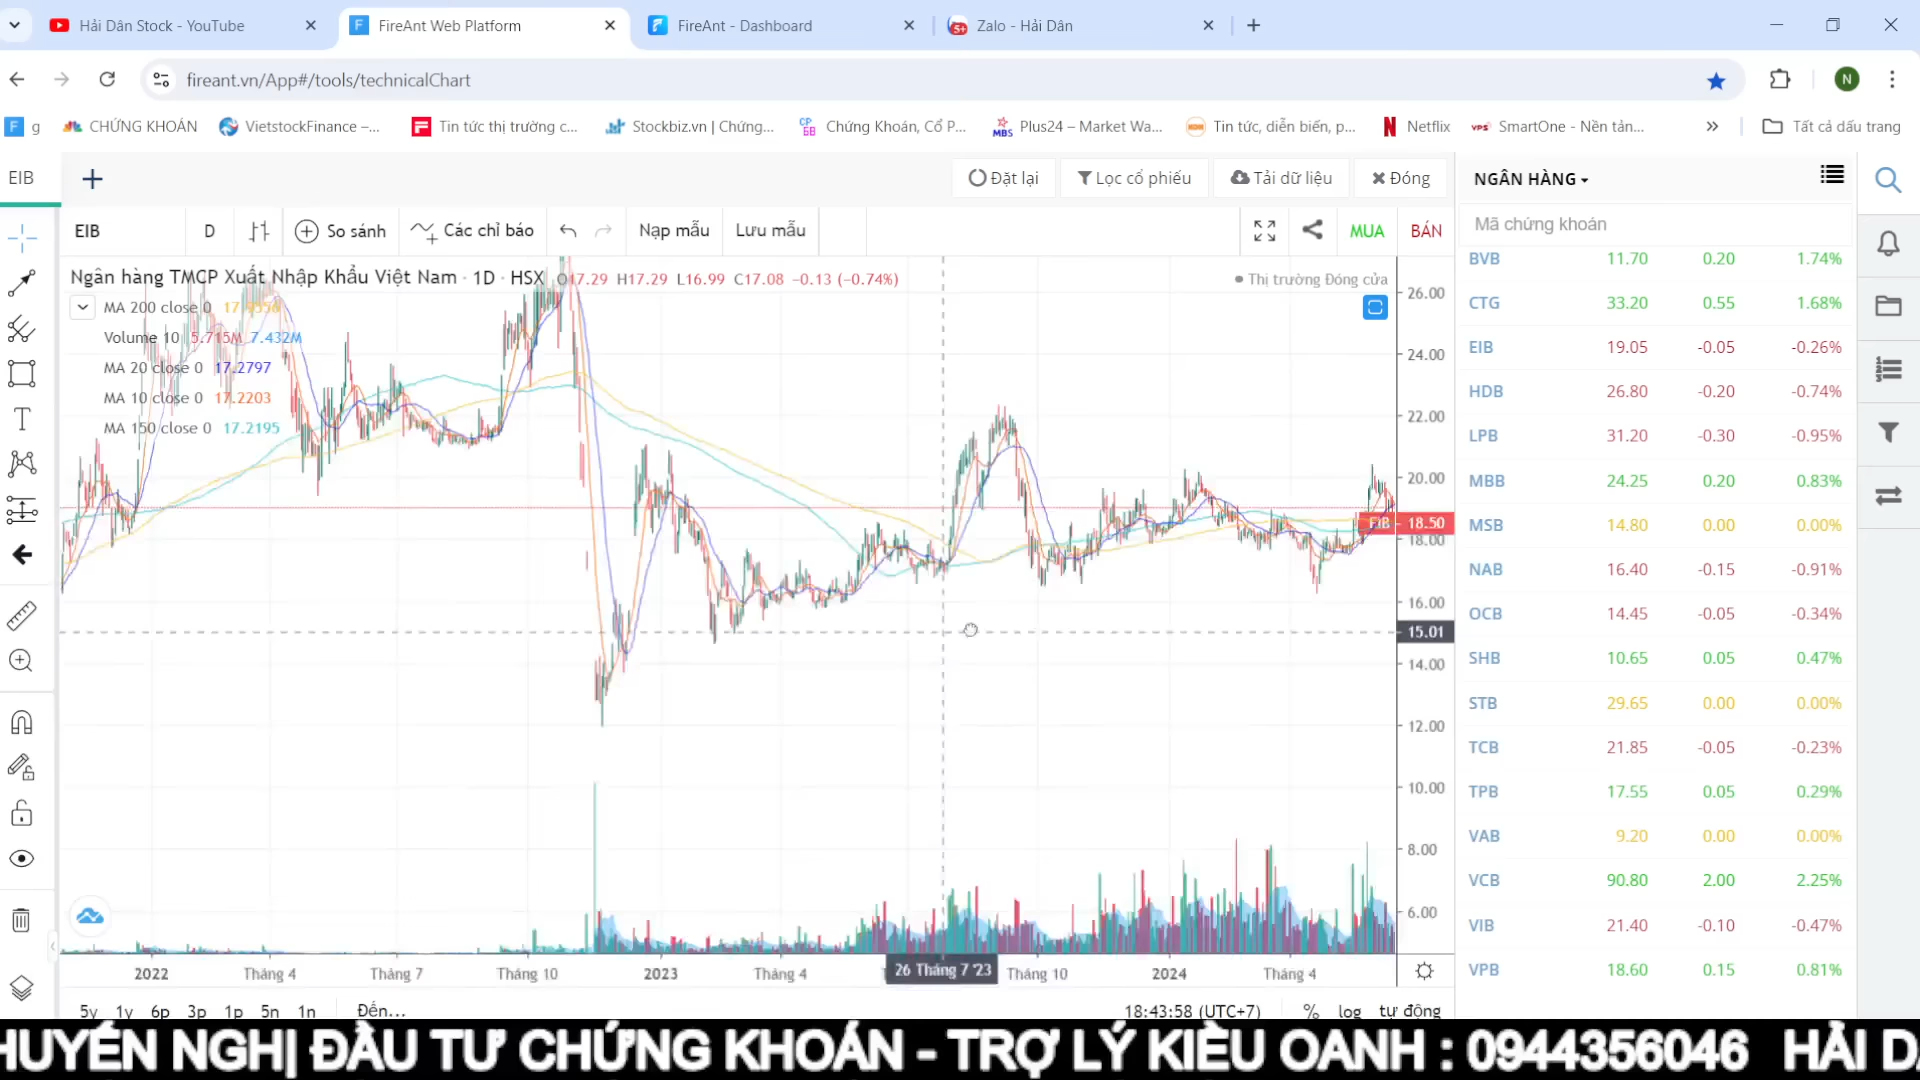 Hải Dân Stock - YouTube
FireAnt Web Platform
FireAnt - Dashboard
Zalo - Hải Dân
fireant.vn/App#/tools/technicalChart
N
g
CHỨNG KHOÁN
VietstockFinance –...
Tin tức thị trường c...
Stockbiz.vn | Chứng...
Chứng Khoán, Cổ P...
Plus24 – Market Wa...
Tin tức, diễn biến, p...
Netflix
SmartOne - Nền tản...
Tất cả dấu trang
EIB
Đặt lại
Lọc cổ phiếu
Tải dữ liệu
Đóng
NGÂN HÀNG
EIB
D
So sánh
Các chỉ báo
Nạp mẫu
Lưu mẫu
MUA
BÁN
Mã chứng khoán
Ngân hàng TMCP Xuất Nhập Khẩu Việt Nam · 1D · HSX O17.29 H17.29 L16.99 C17.08 −0.13 (−0.74%)
Thị trường Đóng cửa
MA 200 close 0
Volume 10 5.715M 7.432M
MA 20 close 0 17.2797
MA 10 close 0 17.2203
MA 150 close 0 17.2195
26.00
24.00
22.00
20.00
EIB 18.50
18.00
16.00
15.01
14.00
12.00
10.00
8.00
6.00
BVB 11.70 0.20 1.74%
CTG 33.20 0.55 1.68%
EIB 19.05 -0.05 -0.26%
HDB 26.80 -0.20 -0.74%
LPB 31.20 -0.30 -0.95%
MBB 24.25 0.20 0.83%
MSB 14.80 0.00 0.00%
NAB 16.40 -0.15 -0.91%
OCB 14.45 -0.05 -0.34%
SHB 10.65 0.05 0.47%
STB 29.65 0.00 0.00%
TCB 21.85 -0.05 -0.23%
TPB 17.55 0.05 0.29%
VAB 9.20 0.00 0.00%
VCB 90.80 2.00 2.25%
VIB 21.40 -0.10 -0.47%
VPB 18.60 0.15 0.81%
2022 Tháng 4 Tháng 7 Tháng 10 2023 Tháng 4 26 Tháng 7 '23 Tháng 10 2024 Tháng 4
5y 1y 6p 3p 1p 5n 1n Đến...
18:43:58 (UTC+7) % log tự động
HUYẾN NGHỊ ĐẦU TƯ CHỨNG KHOÁN - TRỢ LÝ KIỀU OANH : 0944356046 HẢI D